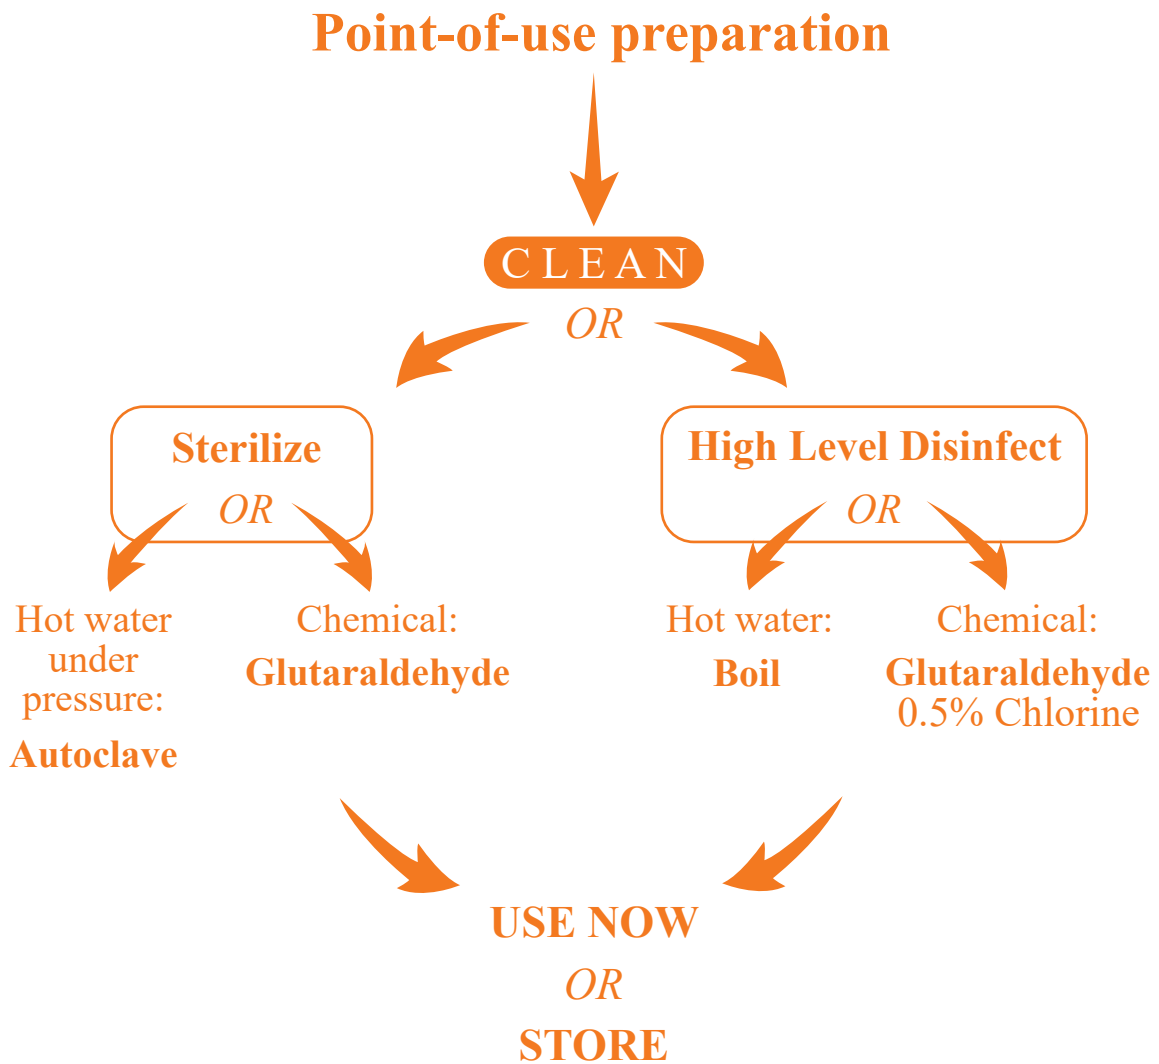 Point-of-use preparation
CLEAN
OR
Sterilize
OR
Hot water
under
pressure:
Autoclave
Chemical:
Glutaraldehyde
High Level Disinfect
OR
Hot water:
Boil
Chemical:
Glutaraldehyde
0.5% Chlorine
USE NOW
OR
STORE